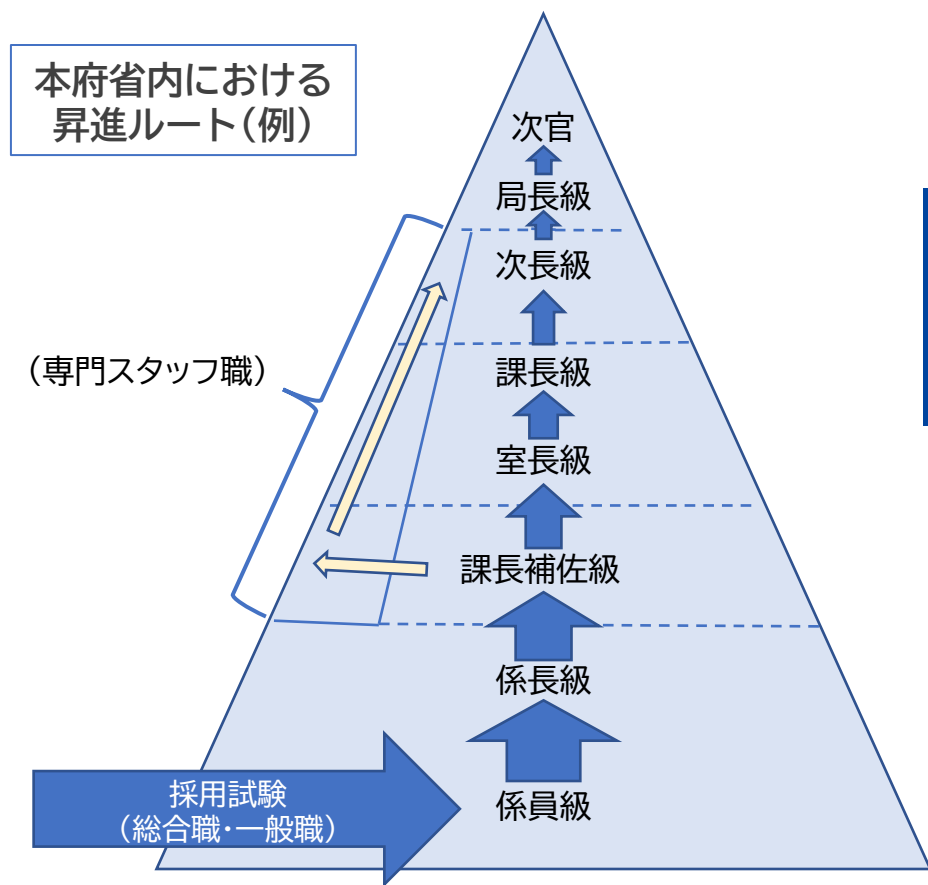 本府省内における
昇進ルート(例)
次官
局長級
次長級
(専門スタッフ職)
課長級
室長級
課長補佐級
係長級
採用試験
(総合職・一般職)
係員級